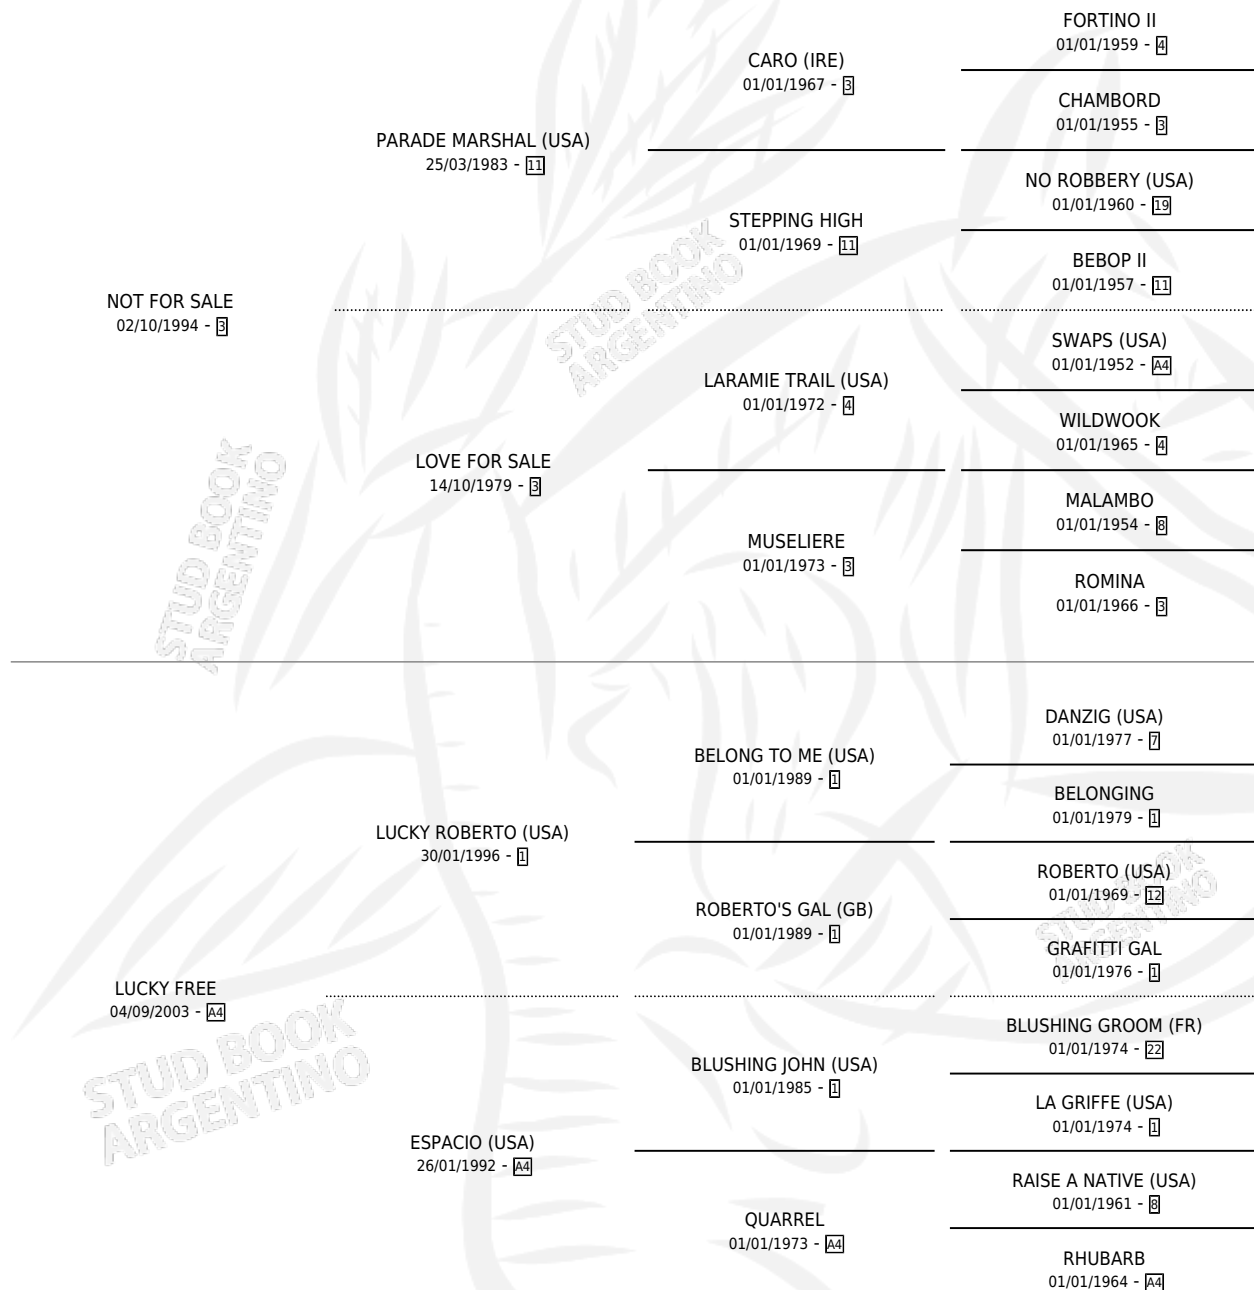 FORTINO II
01/01/1959 - 4
CARO (IRE)
01/01/1967 - 3
CHAMBORD
01/01/1955 - 3
PARADE MARSHAL (USA)
25/03/1983 - 11
NO ROBBERY (USA)
01/01/1960 - 19
STEPPING HIGH
01/01/1969 - 11
BEBOP II
01/01/1957 - 11
NOT FOR SALE
02/10/1994 - 3
SWAPS (USA)
01/01/1952 - A4
LARAMIE TRAIL (USA)
01/01/1972 - 4
WILDWOOK
01/01/1965 - 4
LOVE FOR SALE
14/10/1979 - 3
MALAMBO
01/01/1954 - 8
MUSELIERE
01/01/1973 - 3
ROMINA
01/01/1966 - 3
STUD BOOK
ARGENTINO
STUD BOOK
ARGENTINO
DANZIG (USA)
01/01/1977 - 7
BELONG TO ME (USA)
01/01/1989 - 1
BELONGING
01/01/1979 - 1
LUCKY ROBERTO (USA)
30/01/1996 - 1
ROBERTO (USA)
01/01/1969 - 12
ROBERTO'S GAL (GB)
01/01/1989 - 1
GRAFITTI GAL
01/01/1976 - 1
LUCKY FREE
04/09/2003 - A4
BLUSHING GROOM (FR)
01/01/1974 - 22
BLUSHING JOHN (USA)
01/01/1985 - 1
LA GRIFFE (USA)
01/01/1974 - 1
ESPACIO (USA)
26/01/1992 - A4
RAISE A NATIVE (USA)
01/01/1961 - 8
QUARREL
01/01/1973 - A4
RHUBARB
01/01/1964 - A4
STUD BOOK
ARGENTINO
STUD BOOK
ARGENTINO